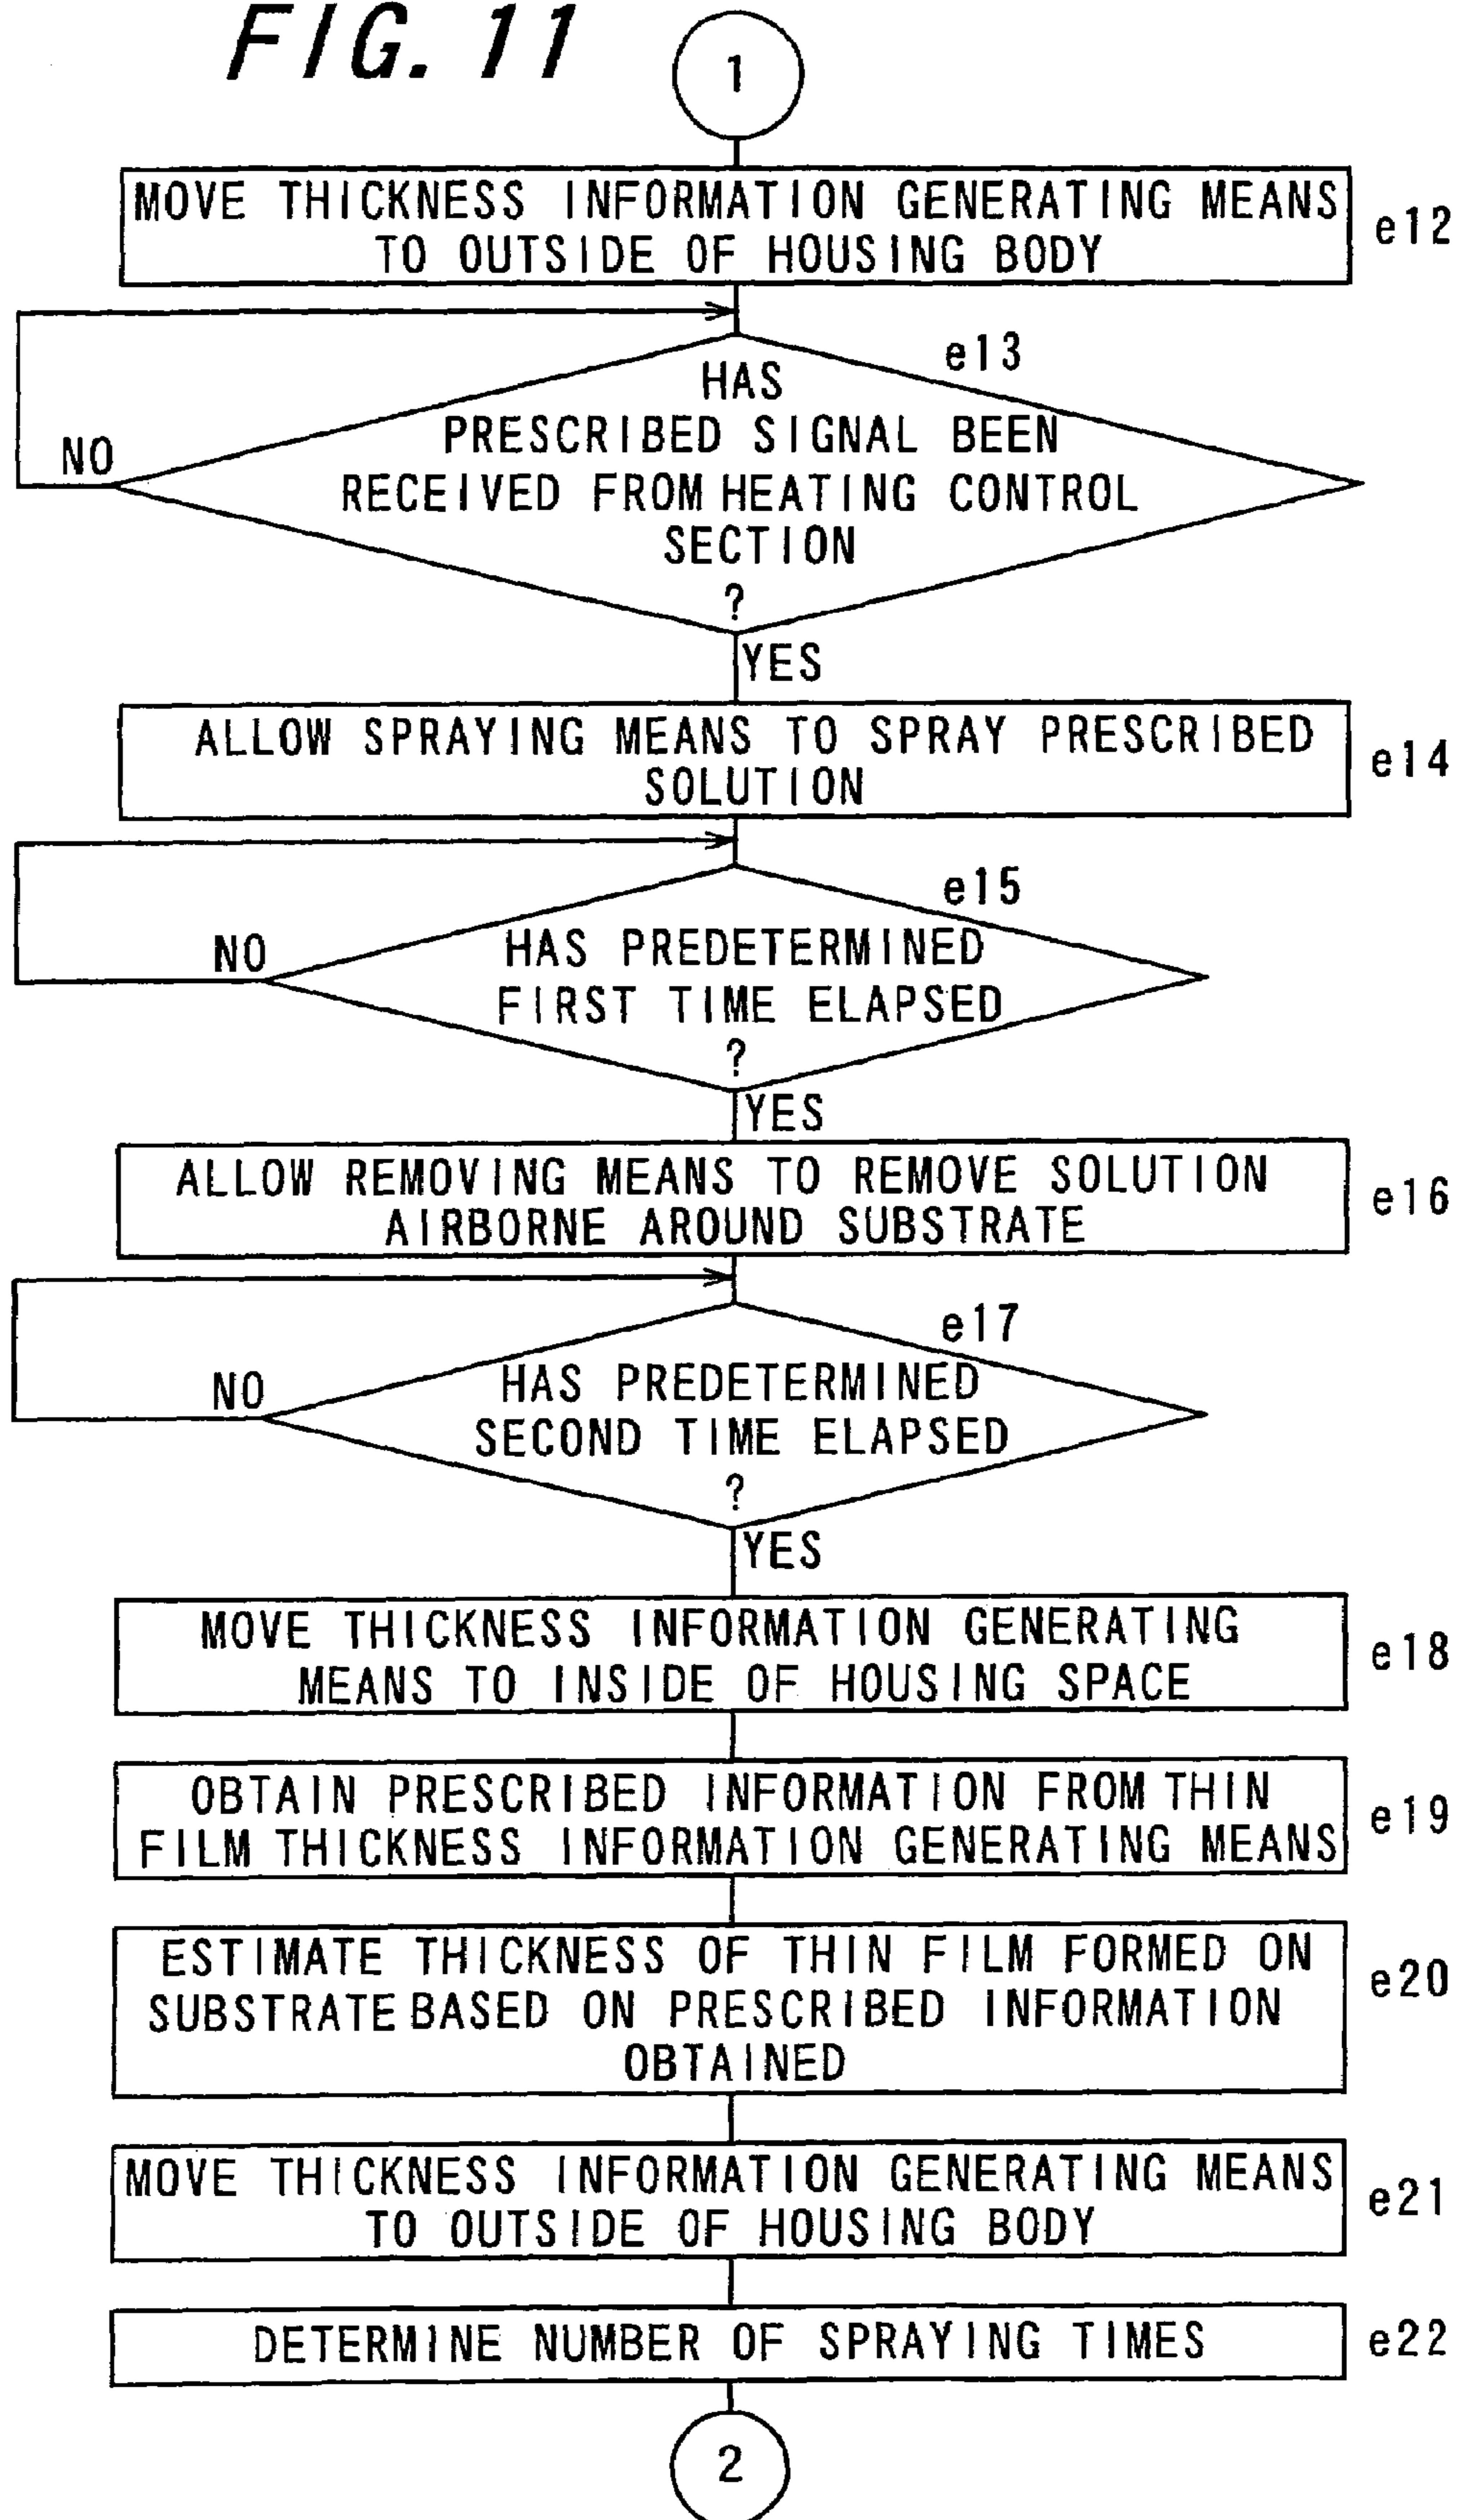 FIG. 11
1
MOVE THICKNESS INFORMATION GENERATING MEANS
TO OUTSIDE OF HOUSING BODY
e12
e13
HAS
PRESCRIBED SIGNAL BEEN
RECEIVED FROM HEATING CONTROL
SECTION
?
NO
YES
ALLOW SPRAYING MEANS TO SPRAY PRESCRIBED
SOLUTION
e14
e15
HAS PREDETERMINED
FIRST TIME ELAPSED
?
NO
YES
ALLOW REMOVING MEANS TO REMOVE SOLUTION
AIRBORNE AROUND SUBSTRATE
e16
e17
HAS PREDETERMINED
SECOND TIME ELAPSED
?
NO
YES
MOVE THICKNESS INFORMATION GENERATING
MEANS TO INSIDE OF HOUSING SPACE
e18
OBTAIN PRESCRIBED INFORMATION FROM THIN
FILM THICKNESS INFORMATION GENERATING MEANS
e19
ESTIMATE THICKNESS OF THIN FILM FORMED ON
SUBSTRATE BASED ON PRESCRIBED INFORMATION
OBTAINED
e20
MOVE THICKNESS INFORMATION GENERATING MEANS
TO OUTSIDE OF HOUSING BODY
e21
DETERMINE NUMBER OF SPRAYING TIMES
e22
2